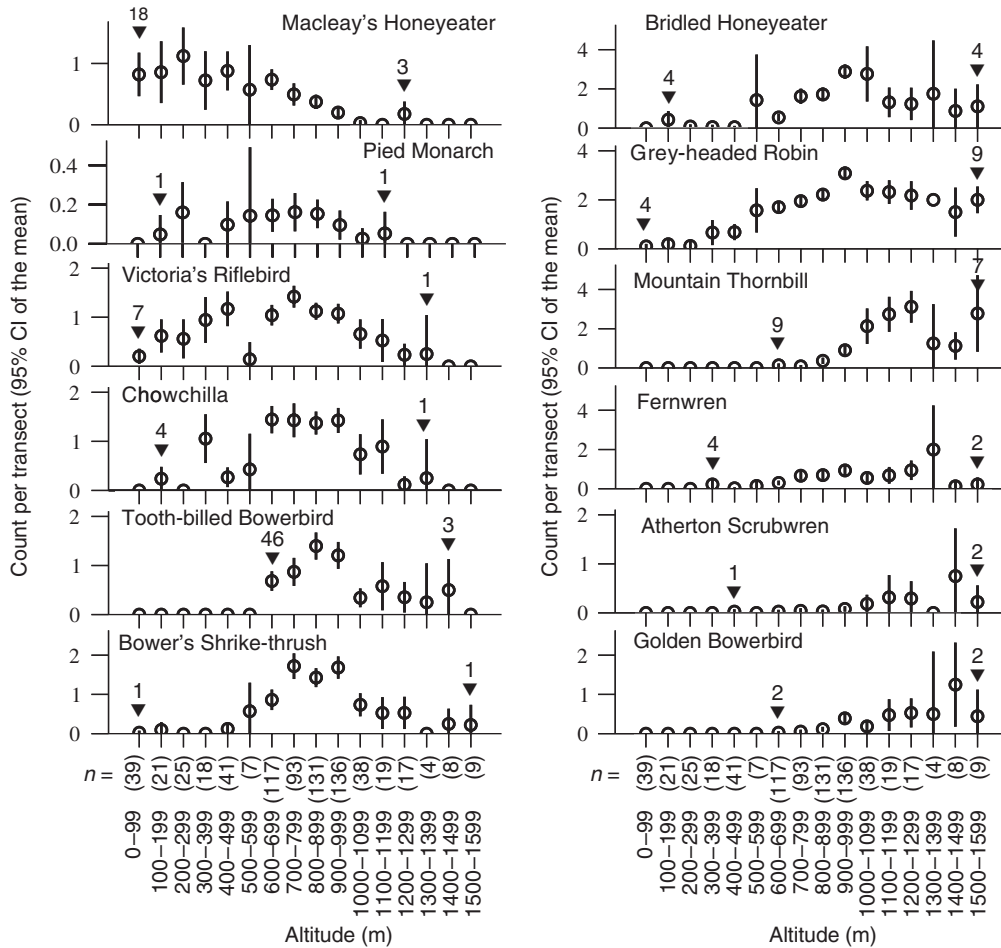 Count per transect (95% CI of the mean)
Macleay's Honeyeater
18
3
1
0
Pied Monarch
1
1
0.4
0.2
0.0
Victoria's Riflebird
7
1
2
1
0
Chowchilla
4
1
2
1
0
Tooth-billed Bowerbird
46
3
2
1
0
Bower's Shrike-thrush
1
1
2
1
0
n = (39) (21) (25) (18) (41) (7) (117) (93) (131) (136) (38) (19) (17) (4) (8) (9)
0–99 100–199 200–299 300–399 400–499 500–599 600–699 700–799 800–899 900–999 1000–1099 1100–1199 1200–1299 1300–1399 1400–1499 1500–1599
Altitude (m)
Count per transect (95% CI of the mean)
Bridled Honeyeater
4
4
4
2
0
Grey-headed Robin
4
9
4
2
0
Mountain Thornbill
9
7
4
2
0
Fernwren
4
2
4
2
0
Atherton Scrubwren
1
2
2
1
0
Golden Bowerbird
2
2
2
1
0
n = (39) (21) (25) (18) (41) (7) (117) (93) (131) (136) (38) (19) (17) (4) (8) (9)
0–99 100–199 200–299 300–399 400–499 500–599 600–699 700–799 800–899 900–999 1000–1099 1100–1199 1200–1299 1300–1399 1400–1499 1500–1599
Altitude (m)